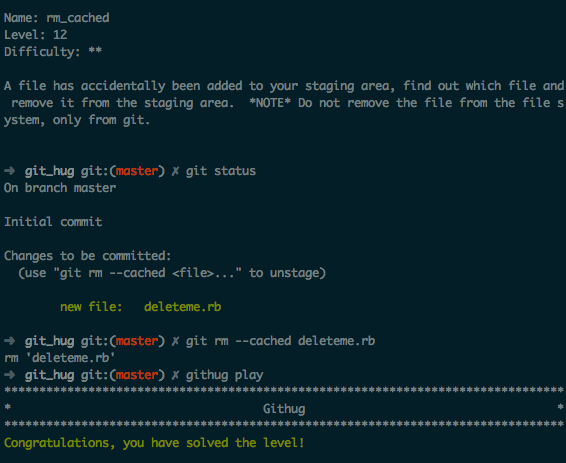 Name: rm_cached
Level: 12
Difficulty: **
A file has accidentally been added to your staging area, find out which file and
 remove it from the staging area.  *NOTE* Do not remove the file from the file s
ystem, only from git.
➜  git_hug git:(master) ✗ git status
On branch master
Initial commit
Changes to be committed:
  (use "git rm --cached <file>..." to unstage)
        new file:   deleteme.rb
➜  git_hug git:(master) ✗ git rm --cached deleteme.rb
rm 'deleteme.rb'
➜  git_hug git:(master) ✗ githug play
********************************************************************************
*                                    Githug                                    *
********************************************************************************
Congratulations, you have solved the level!